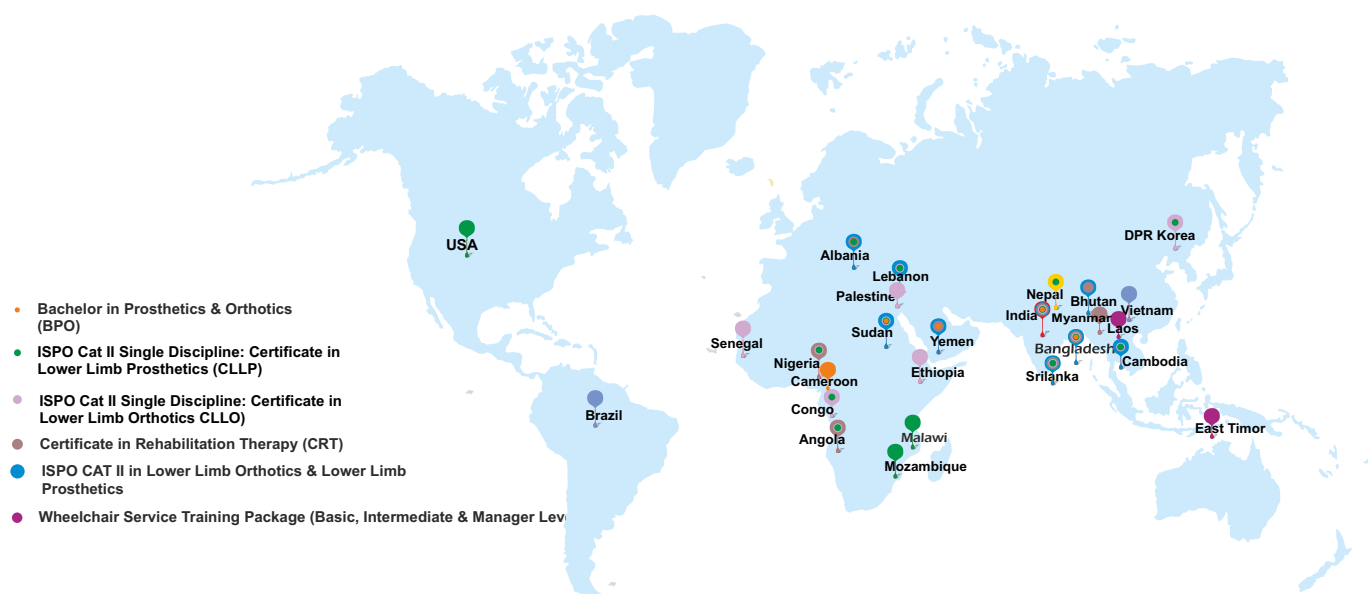 USA
DPR Korea
Albania
Lebanon
Palestine
Nepal
Bhutan
India
Myanmar
Vietnam
Laos
Senegal
Sudan
Yemen
Bangladesh
Nigeria
Ethiopia
Srilanka
Cambodia
Cameroon
Congo
Brazil
East Timor
Angola
Malawi
Mozambique
Bachelor in Prosthetics & Orthotics
(BPO)
ISPO Cat II Single Discipline: Certificate in
Lower Limb Prosthetics (CLLP)
ISPO Cat II Single Discipline: Certificate in
Lower Limb Orthotics CLLO)
Certificate in Rehabilitation Therapy (CRT)
ISPO CAT II in Lower Limb Orthotics & Lower Limb
Prosthetics
Wheelchair Service Training Package (Basic, Intermediate & Manager